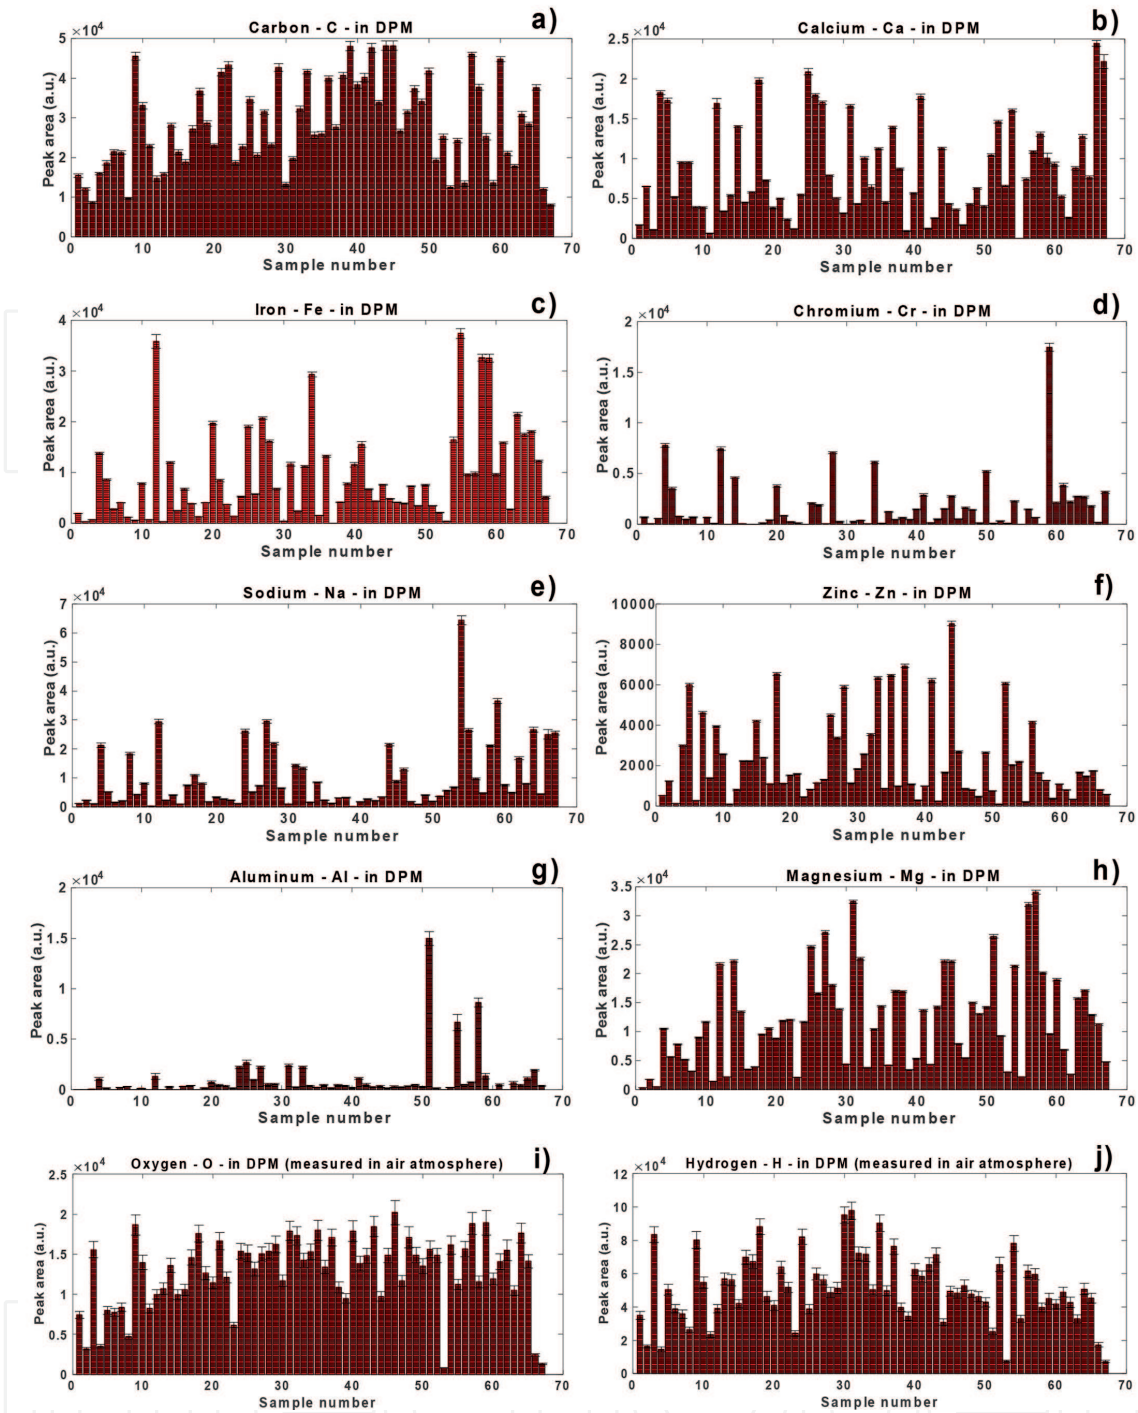 a)
×10⁴
Carbon - C - in DPM
Peak area (a.u.)
5
4
3
2
1
0
0 10 20 30 40 50 60 70
Sample number
b)
×10⁴
Calcium - Ca - in DPM
Peak area (a.u.)
2.5
2
1.5
1
0.5
0
0 10 20 30 40 50 60 70
Sample number
c)
×10⁴
Iron - Fe - in DPM
Peak area (a.u.)
4
3
2
1
0
0 10 20 30 40 50 60 70
Sample number
d)
×10⁴
Chromium - Cr - in DPM
Peak area (a.u.)
2
1.5
1
0.5
0
0 10 20 30 40 50 60 70
Sample number
e)
×10⁴
Sodium - Na - in DPM
Peak area (a.u.)
7
6
5
4
3
2
1
0
0 10 20 30 40 50 60 70
Sample number
f)
Zinc - Zn - in DPM
Peak area (a.u.)
10000
8000
6000
4000
2000
0
0 10 20 30 40 50 60 70
Sample number
g)
×10⁴
Aluminum - Al - in DPM
Peak area (a.u.)
2
1.5
1
0.5
0
0 10 20 30 40 50 60 70
Sample number
h)
×10⁴
Magnesium - Mg - in DPM
Peak area (a.u.)
3.5
3
2.5
2
1.5
1
0.5
0
0 10 20 30 40 50 60 70
Sample number
i)
×10⁴
Oxygen - O - in DPM (measured in air atmosphere)
Peak area (a.u.)
2.5
2
1.5
1
0.5
0
0 10 20 30 40 50 60 70
Sample number
j)
×10⁴
Hydrogen - H - in DPM (measured in air atmosphere)
Peak area (a.u.)
12
10
8
6
4
2
0
0 10 20 30 40 50 60 70
Sample number